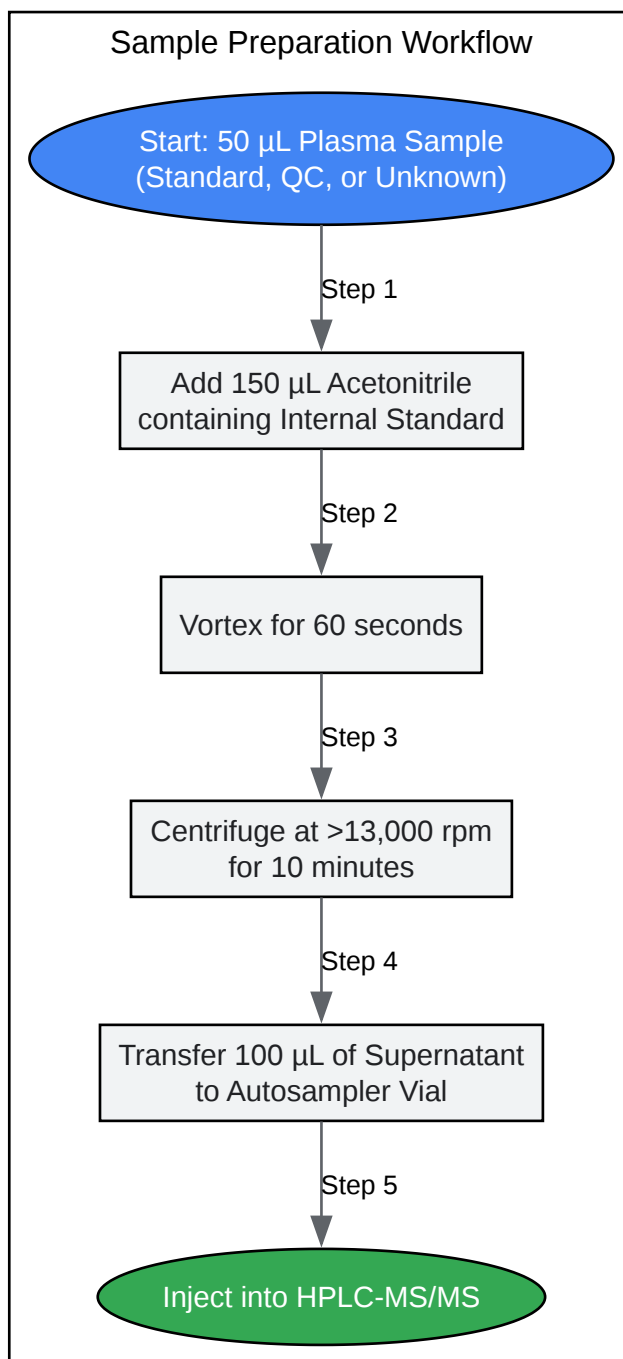 Sample Preparation Workflow
Start: 50 µL Plasma Sample
(Standard, QC, or Unknown)
Step 1
Add 150 µL Acetonitrile
containing Internal Standard
Step 2
Vortex for 60 seconds
Step 3
Centrifuge at >13,000 rpm
for 10 minutes
Step 4
Transfer 100 µL of Supernatant
to Autosampler Vial
Step 5
Inject into HPLC-MS/MS